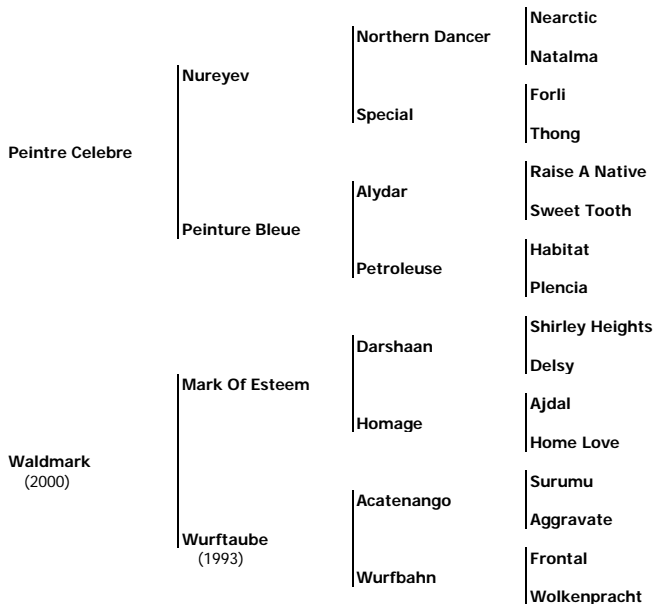 Nearctic
Northern Dancer
Natalma
Nureyev
Forli
Special
Thong
Peintre Celebre
Raise A Native
Alydar
Sweet Tooth
Peinture Bleue
Habitat
Petroleuse
Plencia
Shirley Heights
Darshaan
Delsy
Mark Of Esteem
Ajdal
Homage
Home Love
Waldmark
(2000)
Surumu
Acatenango
Aggravate
Wurftaube
(1993)
Frontal
Wurfbahn
Wolkenpracht